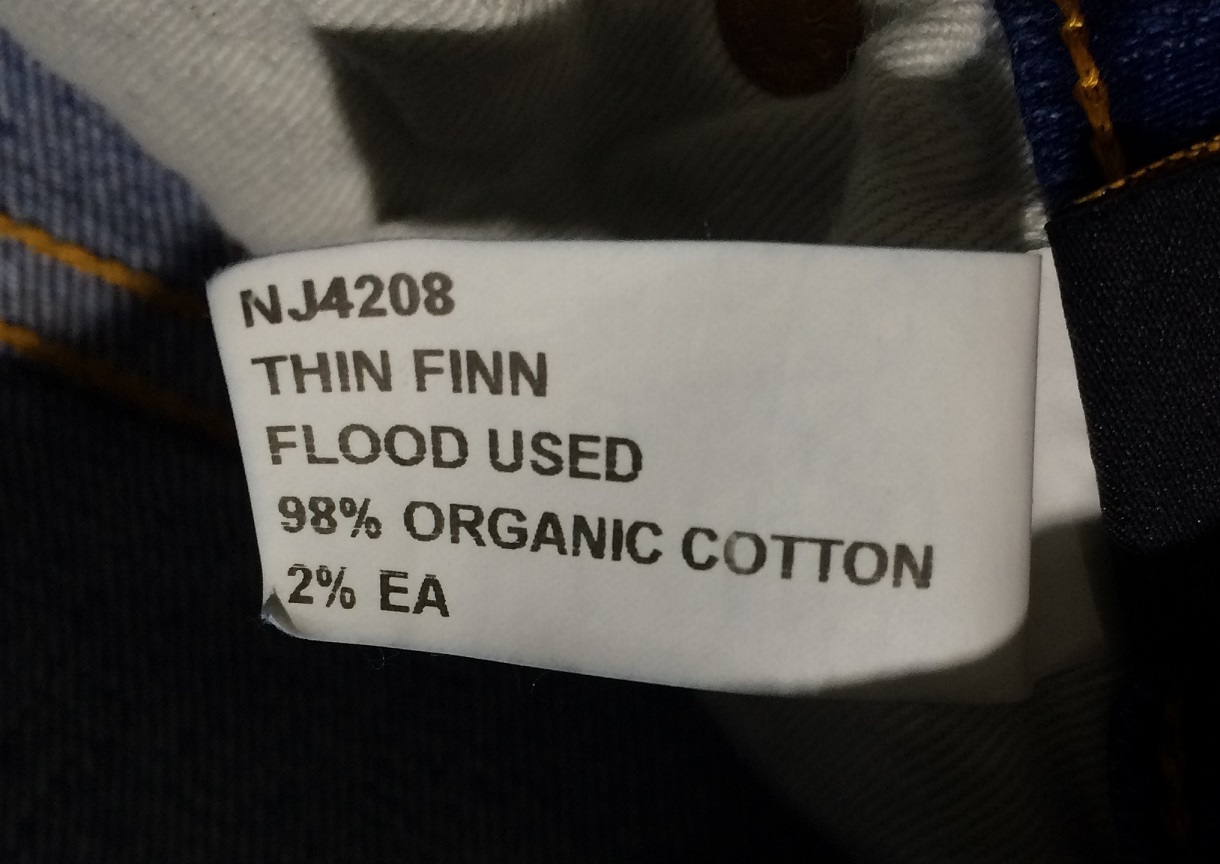 NJ4208
THIN FINN
FLOOD USED
98% ORGANIC COTTON
2% EA